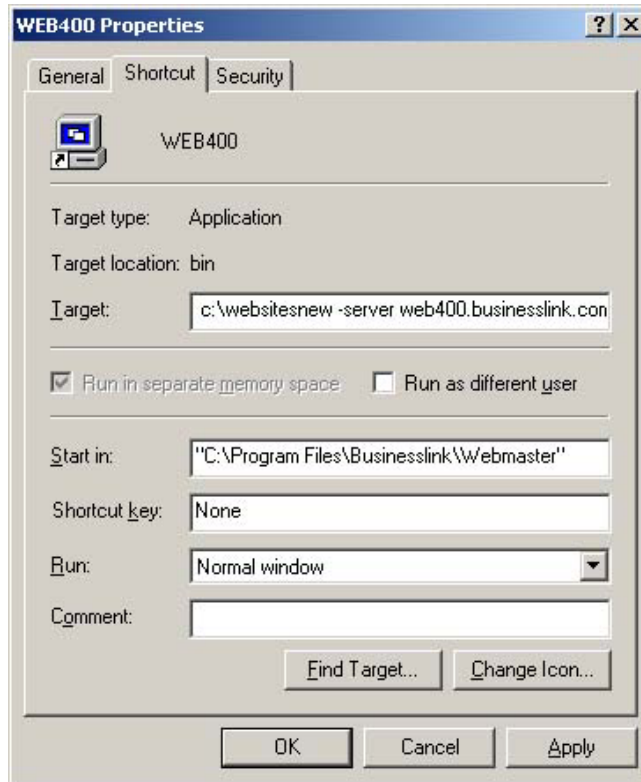 WEB400 Properties
General Shortcut Security
WEB400
Target type: Application
Target location: bin
Target: c:\websitesnew -server web400.businesslink.con
Run in separate memory space Run as different user
Start in: "C:\Program Files\Businesslink\Webmaster"
Shortcut key: None
Run: Normal window
Comment:
Find Target... Change Icon...
OK Cancel Apply